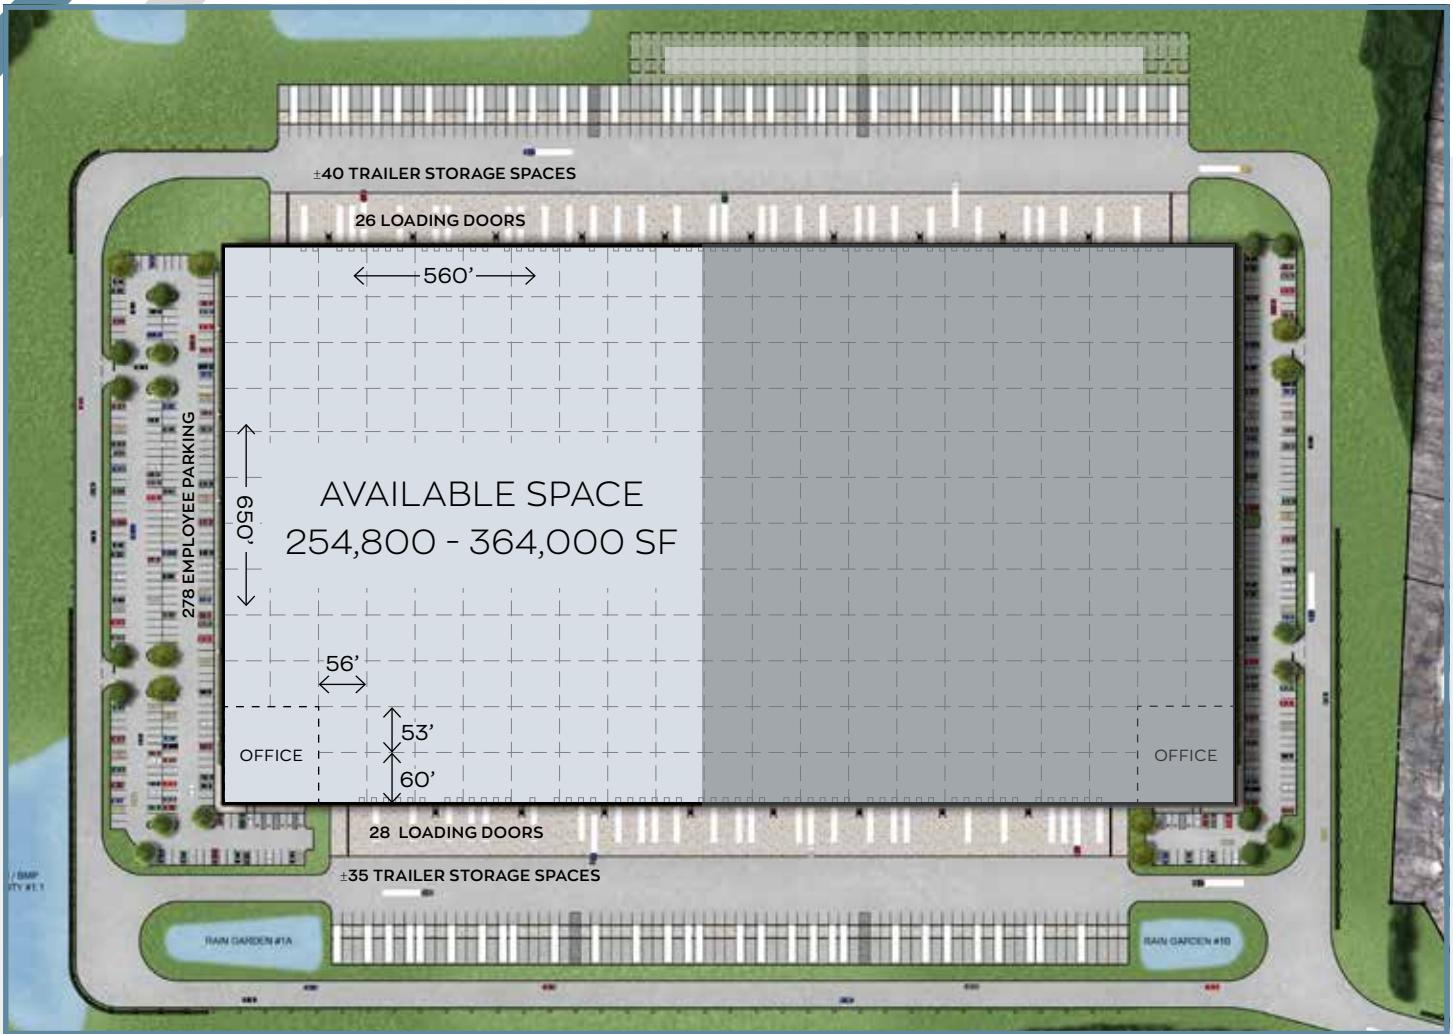 ±40 TRAILER STORAGE SPACES
26 LOADING DOORS
560’
278 EMPLOYEE PARKING
650’
AVAILABLE SPACE
254,800 - 364,000 SF
56’
53’
60’
OFFICE
OFFICE
28 LOADING DOORS
±35 TRAILER STORAGE SPACES
/ BMP
RAIN GARDEN #1A
RAIN GARDEN #1B